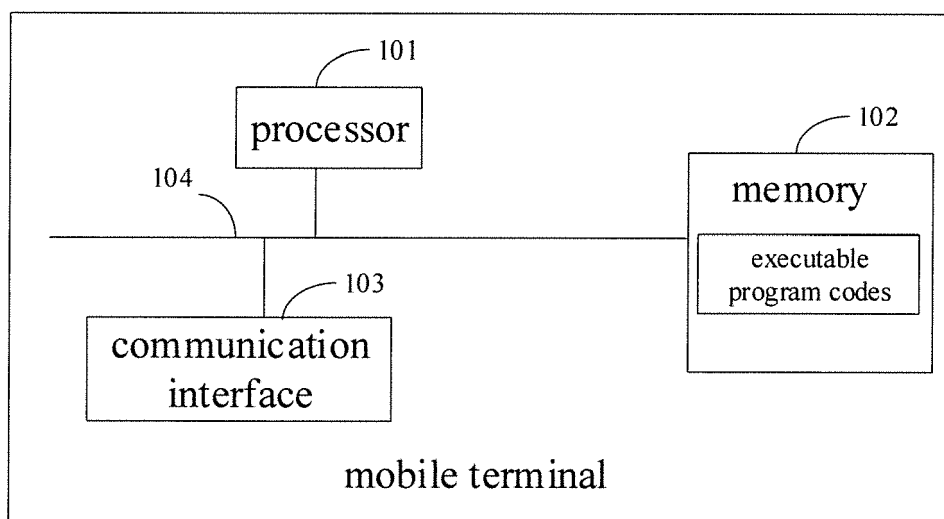 101
processor
102
104
memory
executable
program codes
103
communication
interface
mobile terminal